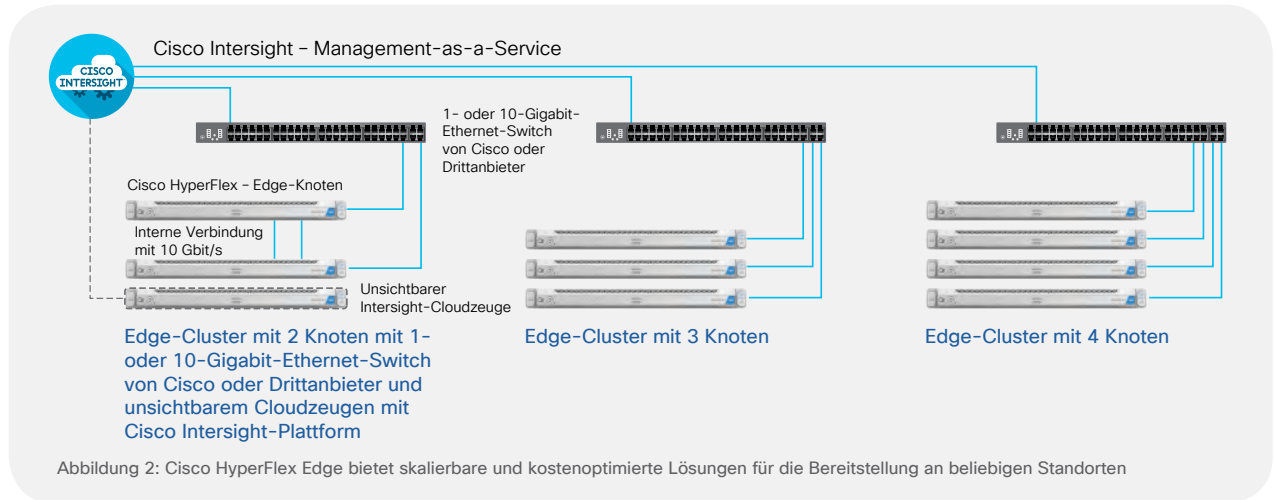 Cisco Intersight – Management-as-a-Service
CISCO
INTERSIGHT
1- oder 10-Gigabit-
Ethernet-Switch
von Cisco oder
Drittanbieter
Cisco HyperFlex – Edge-Knoten
Interne Verbindung
mit 10 Gbit/s
Unsichtbarer
Intersight-Cloudzeuge
Edge-Cluster mit 2 Knoten mit 1-
oder 10-Gigabit-Ethernet-Switch
von Cisco oder Drittanbieter und
unsichtbarem Cloudzeugen mit
Cisco Intersight-Plattform
Edge-Cluster mit 3 Knoten
Edge-Cluster mit 4 Knoten
Abbildung 2: Cisco HyperFlex Edge bietet skalierbare und kostenoptimierte Lösungen für die Bereitstellung an beliebigen Standorten